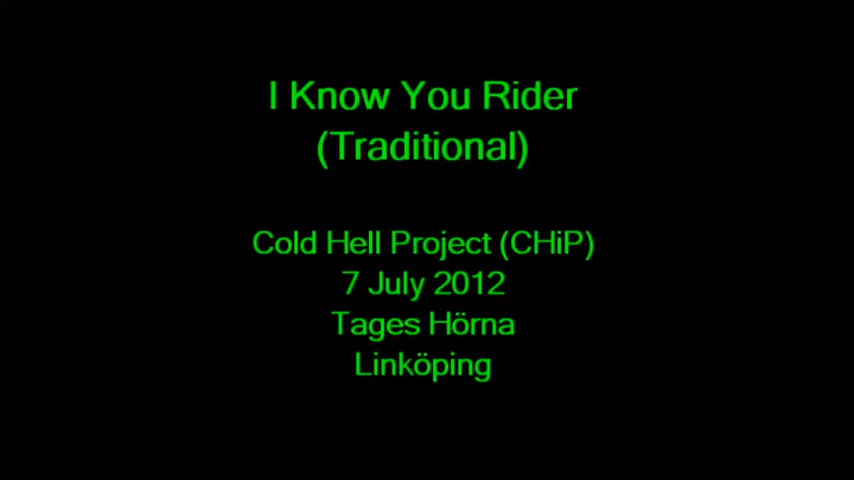 I Know You Rider
(Traditional)
Cold Hell Project (CHiP)
7 July 2012
Tages Hörna
Linköping